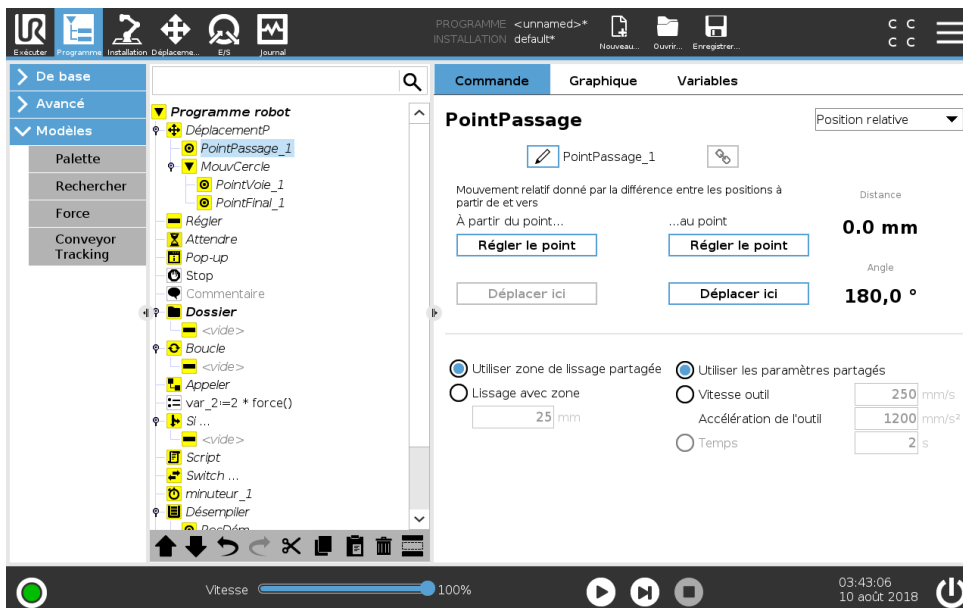 PROGRAMME <unnamed>*
INSTALLATION default*
Exécuter
Programme
Installation
Déplaceme...
E/S
Journal
Nouveau...
Ouvrir...
Enregistrer...
C C
C C
De base
Avancé
Modèles
Palette
Rechercher
Force
Conveyor
Tracking
Programme robot
DéplacementP
PointPassage_1
MouvCercle
PointVoie_1
PointFinal_1
Régler
Attendre
Pop-up
Stop
Commentaire
Dossier
<vide>
Boucle
<vide>
Appeler
var_2≔2 * force()
Si ...
<vide>
Script
Switch ...
minuteur_1
Désempiler
PosDém
Commande
Graphique
Variables
PointPassage
Position relative
PointPassage_1
Mouvement relatif donné par la différence entre les positions à
partir de et vers
À partir du point...
...au point
Régler le point
Régler le point
Déplacer ici
Déplacer ici
Distance
0.0 mm
Angle
180,0 °
Utiliser zone de lissage partagée
Lissage avec zone
25 mm
Utiliser les paramètres partagés
Vitesse outil
250 mm/s
Accélération de l'outil
1200 mm/s²
Temps
2 s
Vitesse
100%
03:43:06
10 août 2018